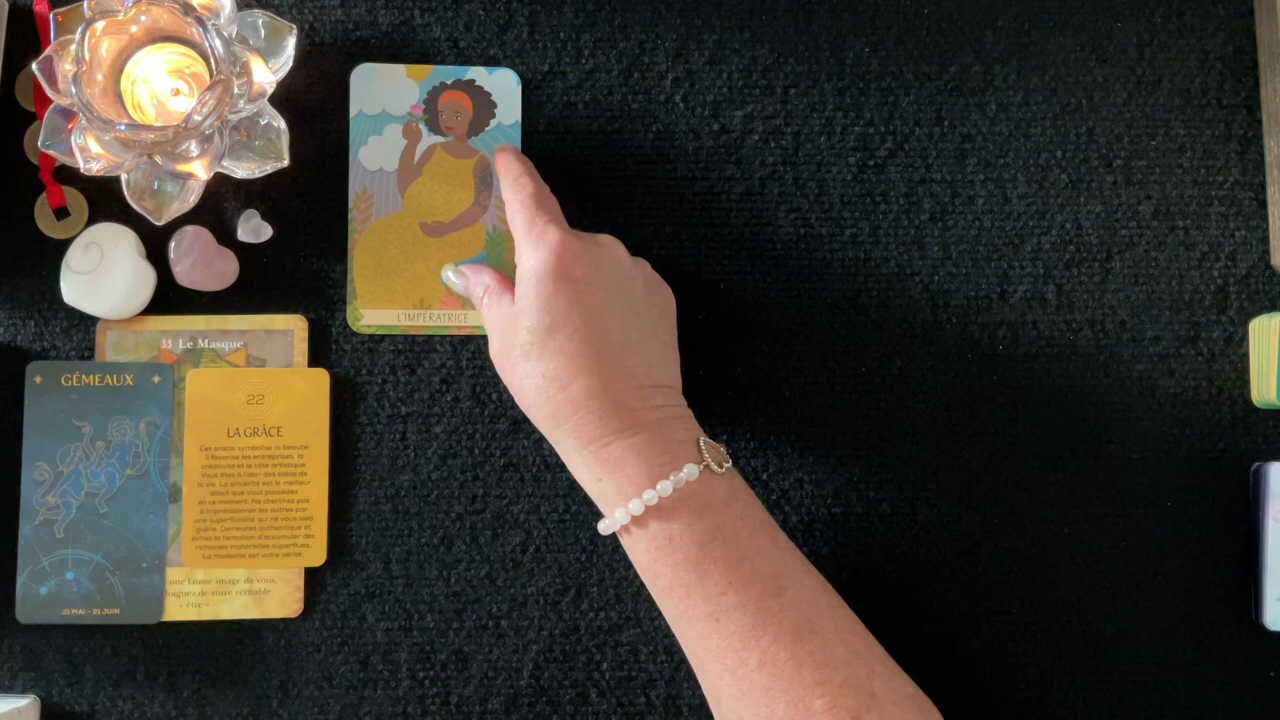 L'IMPÉRATRICE
33 Le Masque
GÉMEAUX
22
LA GRÂCE
Cet oracle symbolise la beauté.
Il favorise les entreprises, la
créativité et le côté artistique.
Vous êtes à l'abri des aléas de
la vie. La sincérité est le meilleur
atout que vous possédez
en ce moment. Ne cherchez pas
à impressionner les autres par
une superficialité qui ne vous sied
guère. Demeurez authentique et
évitez la tentation d'accumuler des
richesses matérielles superflues.
La modestie est votre vérité.
une fausse image de vous,
loignez de votre véritable
« être »
21 MAI - 21 JUIN